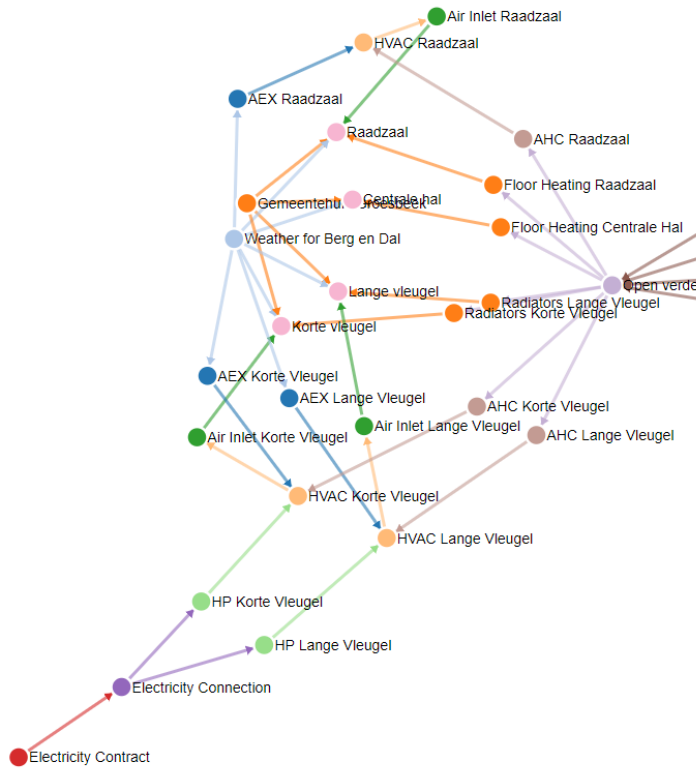 Air Inlet Raadzaal
HVAC Raadzaal
AEX Raadzaal
Raadzaal
AHC Raadzaal
Floor Heating Raadzaal
Centrale hal
Floor Heating Centrale Hal
Weather for Berg en Dal
Open verde
Lange vleugel
Radiators Lange Vleugel
Radiators Korte Vleugel
Korte vleugel
AEX Korte Vleugel
AEX Lange Vleugel
AHC Korte Vleugel
Air Inlet Lange Vleugel
Air Inlet Korte Vleugel
AHC Lange Vleugel
HVAC Korte Vleugel
HVAC Lange Vleugel
HP Korte Vleugel
HP Lange Vleugel
Electricity Connection
Electricity Contract